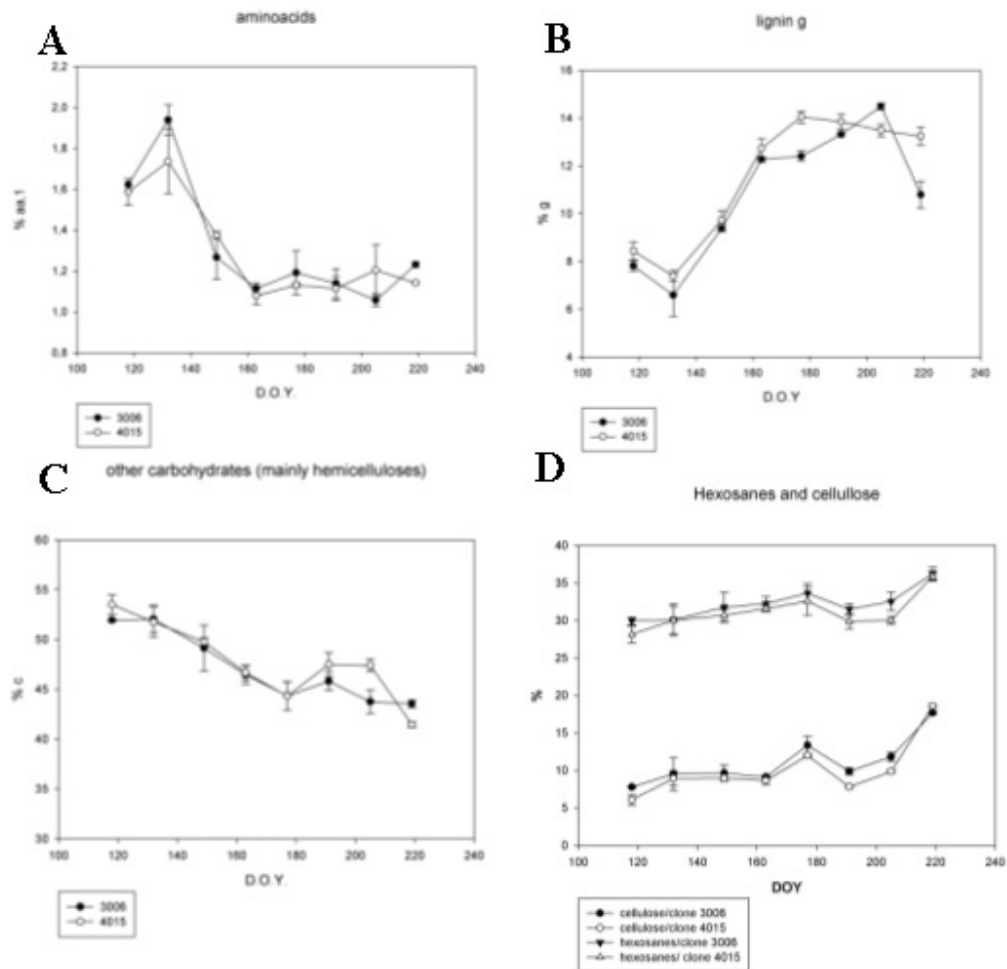 aminoacids
A
2,2
2,0
1,8
1,6
1,4
1,2
1,0
0,8
% aa.1
100 120 140 160 180 200 220 240
D.O.Y.
3006
4015
lignin g
B
16
14
12
10
8
6
4
% g
100 120 140 160 180 200 220 240
D.O.Y
3006
4015
other carbohydrates (mainly hemicelluloses)
C
60
55
50
45
40
35
30
% c
100 120 140 160 180 200 220 240
D.O.Y.
3006
4015
D
Hexosanes and cellullose
40
35
30
25
20
15
10
5
0
%
100 120 140 160 180 200 220 240
DOY
cellulose/clone 3006
cellulose/clone 4015
hexosanes/clone 3006
hexosanes/ clone 4015